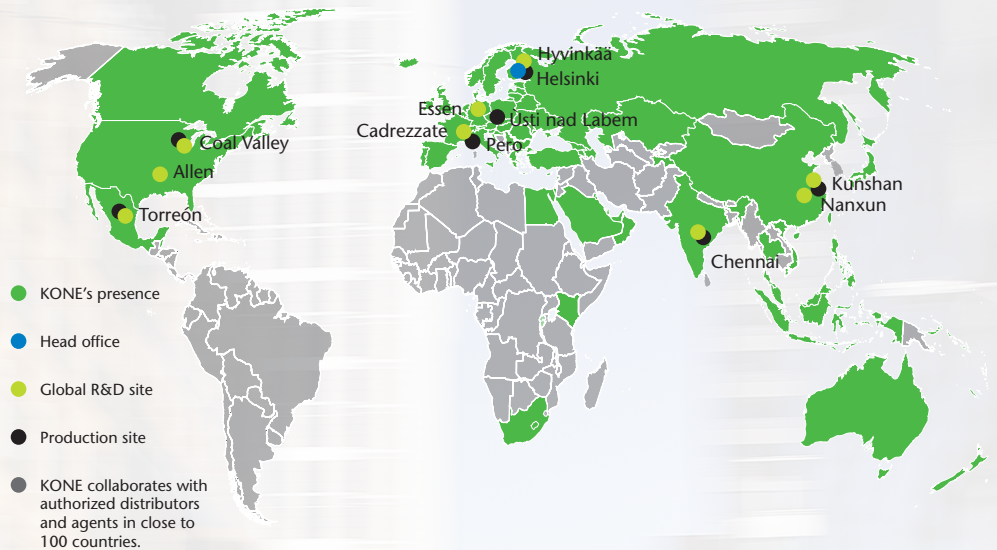 Hyvinkää
Helsinki
Essen
Ústí nad Labem
Cadrezzate
Pero
Coal Valley
Allen
Torreón
Kunshan
Nanxun
Chennai
KONE's presence
Head office
Global R&D site
Production site
KONE collaborates with
authorized distributors
and agents in close to
100 countries.